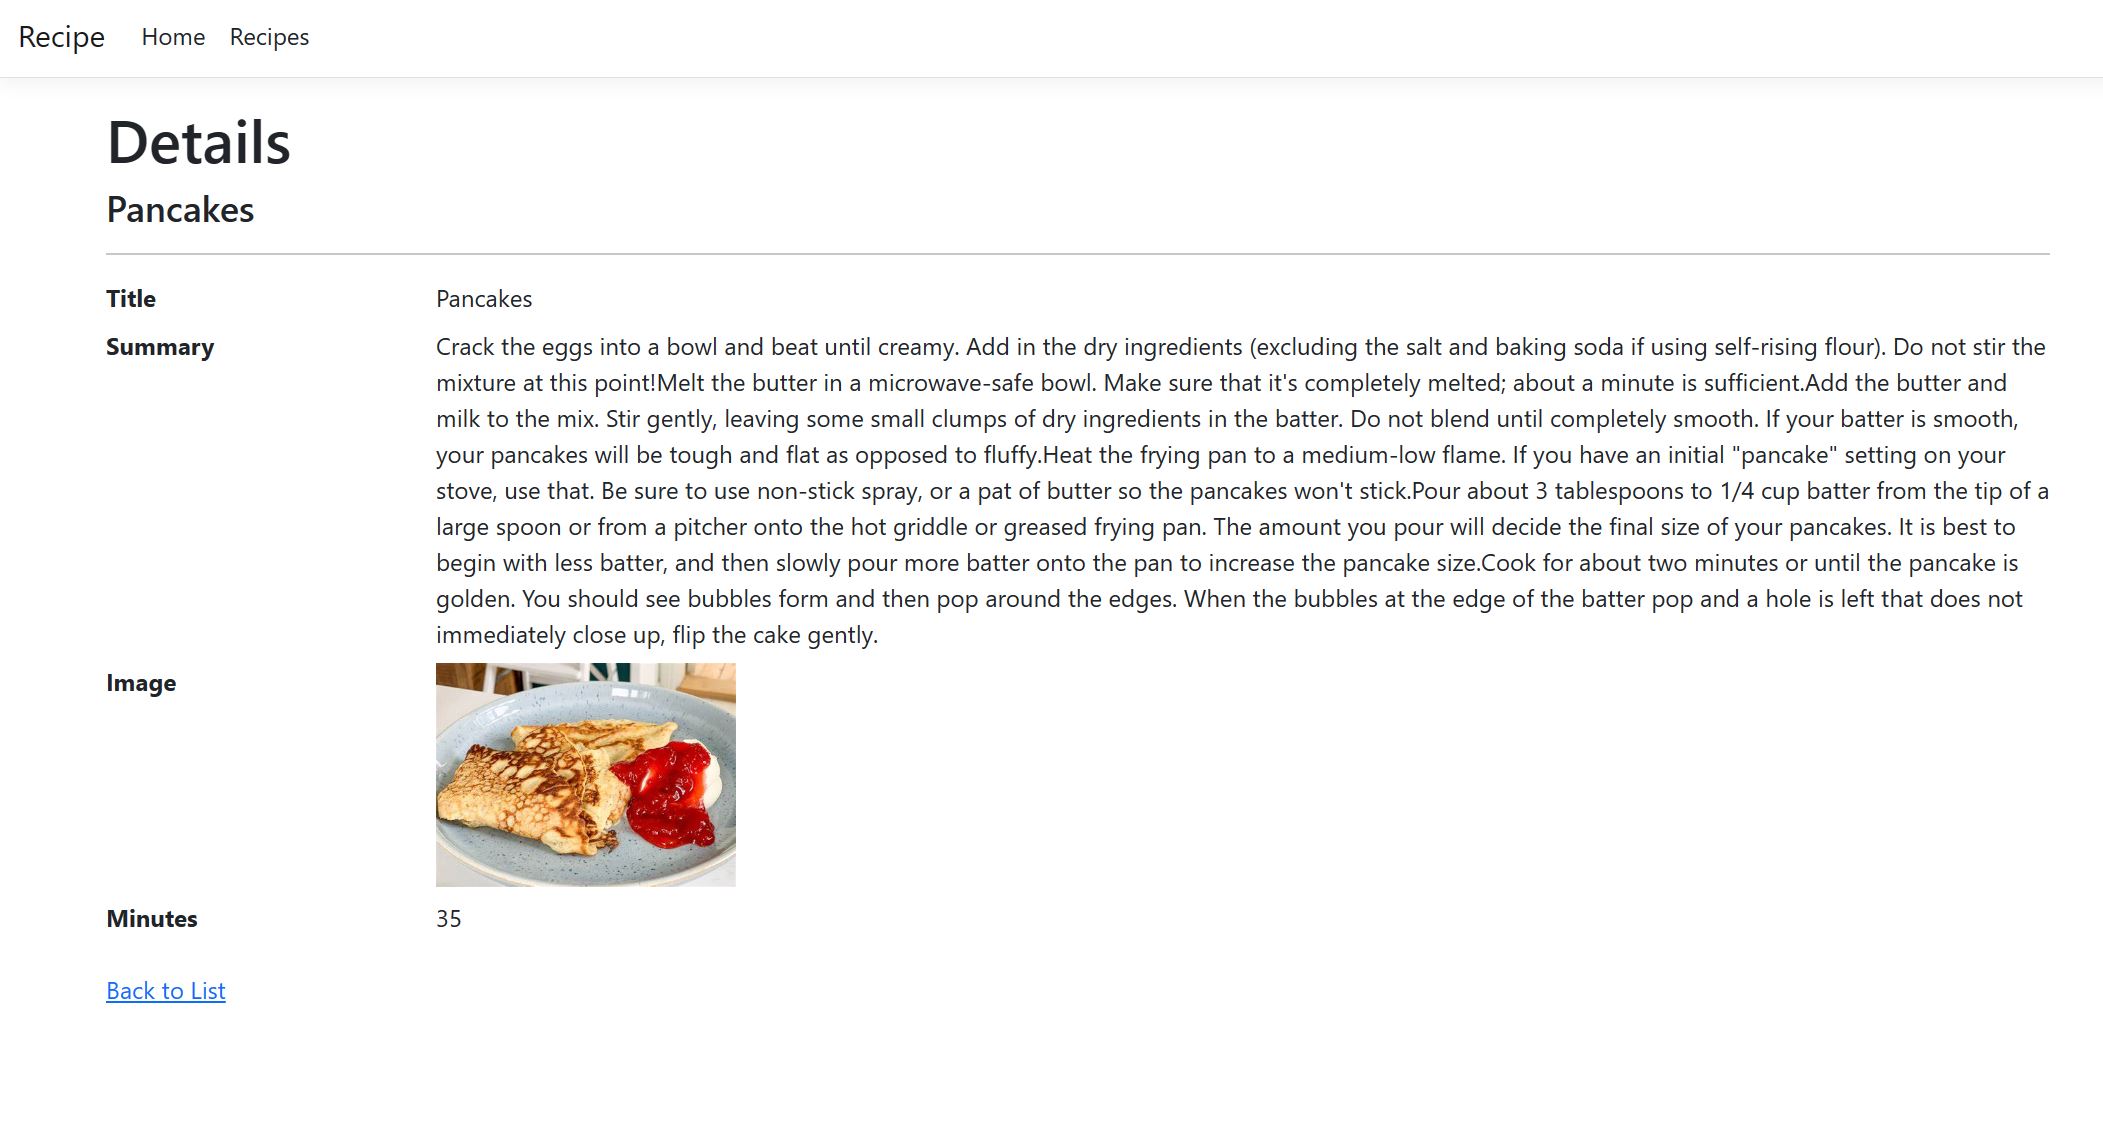 Recipe Home Recipes
Details
Pancakes
Title Pancakes
Summary Crack the eggs into a bowl and beat until creamy. Add in the dry ingredients (excluding the salt and baking soda if using self-rising flour). Do not stir the
mixture at this point!Melt the butter in a microwave-safe bowl. Make sure that it's completely melted; about a minute is sufficient.Add the butter and
milk to the mix. Stir gently, leaving some small clumps of dry ingredients in the batter. Do not blend until completely smooth. If your batter is smooth,
your pancakes will be tough and flat as opposed to fluffy.Heat the frying pan to a medium-low flame. If you have an initial "pancake" setting on your
stove, use that. Be sure to use non-stick spray, or a pat of butter so the pancakes won't stick.Pour about 3 tablespoons to 1/4 cup batter from the tip of a
large spoon or from a pitcher onto the hot griddle or greased frying pan. The amount you pour will decide the final size of your pancakes. It is best to
begin with less batter, and then slowly pour more batter onto the pan to increase the pancake size.Cook for about two minutes or until the pancake is
golden. You should see bubbles form and then pop around the edges. When the bubbles at the edge of the batter pop and a hole is left that does not
immediately close up, flip the cake gently.
Image
Minutes 35
Back to List